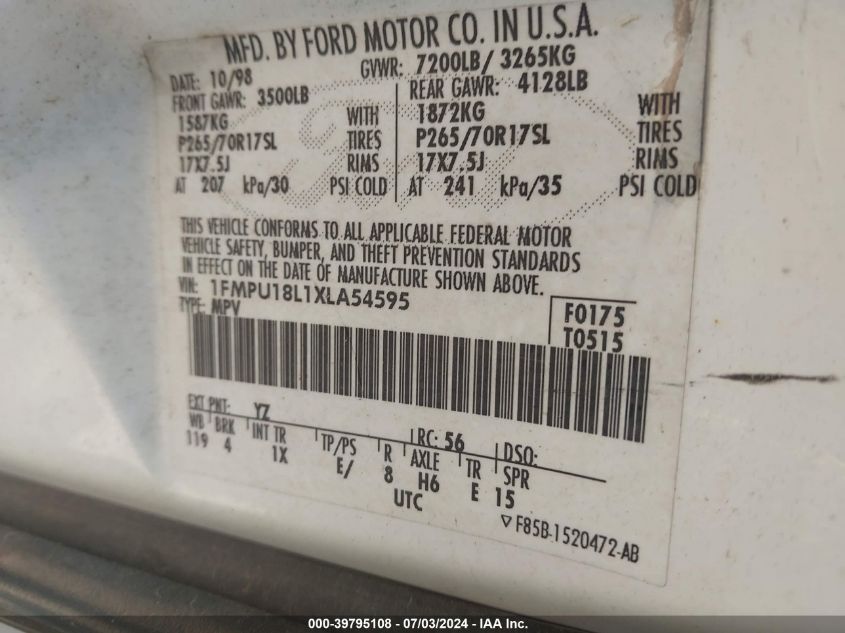 MFD. BY FORD MOTOR CO. IN U.S.A.
DATE: 10/98 GVWR: 7200LB/ 3265KG
FRONT GAWR: 3500LB REAR GAWR: 4128LB
1587KG WITH 1872KG WITH
P265/70R17SL TIRES P265/70R17SL TIRES
17X7.5J RIMS 17X7.5J RIMS
AT 207 kPa/30 PSI COLD AT 241 kPa/35 PSI COLD
THIS VEHICLE CONFORMS TO ALL APPLICABLE FEDERAL MOTOR
VEHICLE SAFETY, BUMPER, AND THEFT PREVENTION STANDARDS
IN EFFECT ON THE DATE OF MANUFACTURE SHOWN ABOVE.
VIN: 1FMPU18L1XLA54595
TYPE: MPV
F0175
T0515
EXT PNT: YZ RC: 56 DSO:
WB BRK INT TR TP/PS R AXLE TR SPR
119 4 1X E/ 8 H6 E 15
UTC
▽F85B-1520472-AB
000-39795108 - 07/03/2024 - IAA Inc.